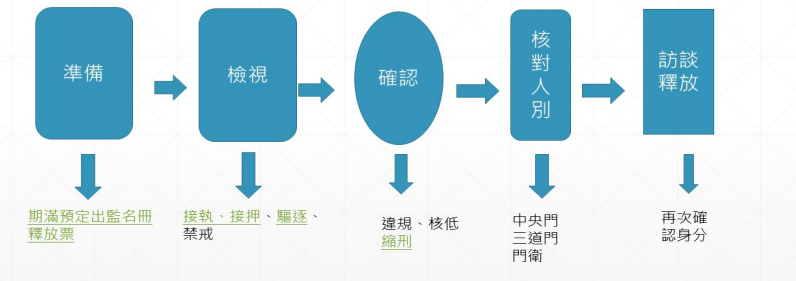 準備
檢視
確認
核
對
人
別
訪談
釋放
期滿預定出監名冊
釋放票
接執、接押、驅逐、
禁戒
違規、核低
縮刑
中央門
三道門
門衛
再次確
認身分